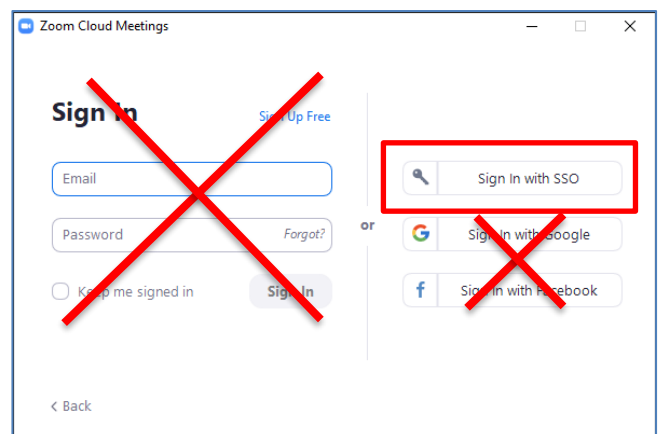 Zoom Cloud Meetings
Sign In
Sign Up Free
Email
Password
Forgot?
Keep me signed in
Sign In
or
Sign In with SSO
Sign In with Google
Sign In with Facebook
< Back